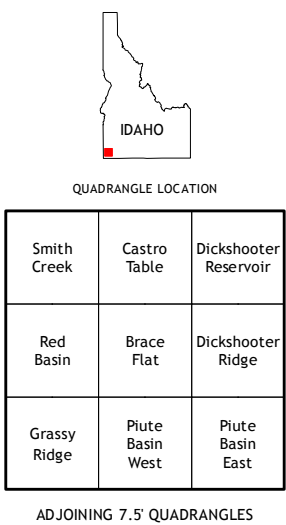 IDAHO
QUADRANGLE LOCATION
Smith
Creek
Castro
Table
Dickshooter
Reservoir
Red
Basin
Brace
Flat
Dickshooter
Ridge
Grassy
Ridge
Piute
Basin
West
Piute
Basin
East
ADJOINING 7.5' QUADRANGLES